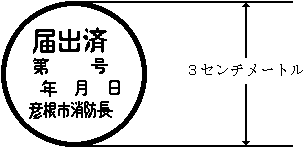 届出済
第　　号
年　月　日
彦根市消防長
３センチメートル